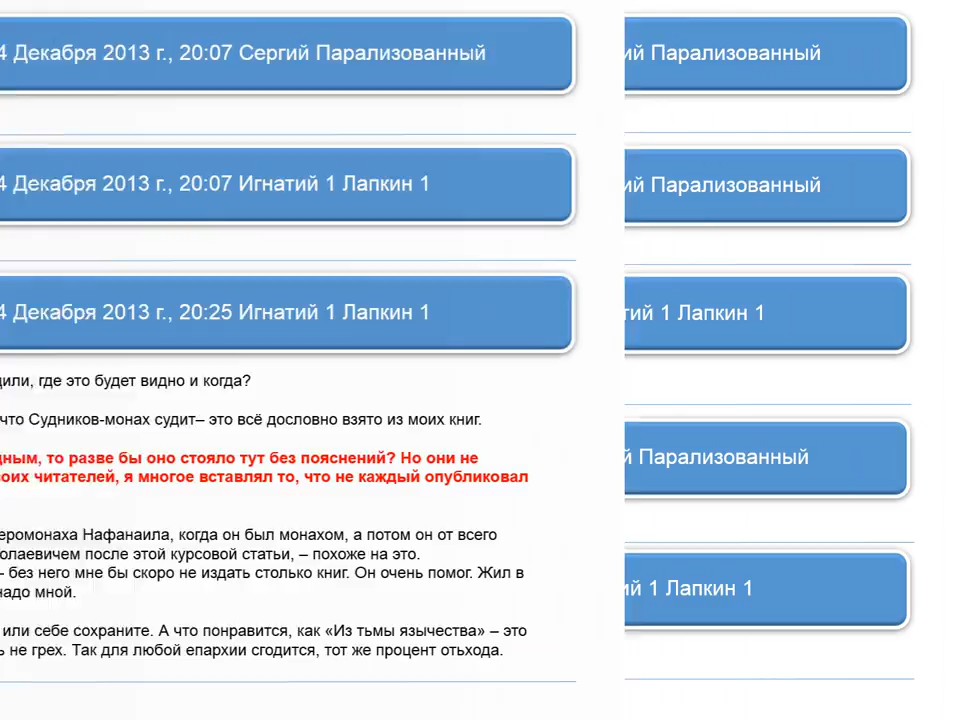 4 Декабря 2013 г., 20:07 Сергий Парализованный
4 Декабря 2013 г., 20:07 Игнатий 1 Лапкин 1
4 Декабря 2013 г., 20:25 Игнатий 1 Лапкин 1
дили, где это будет видно и когда?
что Судников-монах судит– это всё дословно взято из моих книг.
дным, то разве бы оно стояло тут без пояснений? Но они не
воих читателей, я многое вставлял то, что не каждый опубликовал
еромонаха Нафанаила, когда он был монахом, а потом он от всего
олаевичем после этой курсовой статьи, – похоже на это.
– без него мне бы скоро не издать столько книг. Он очень помог. Жил в
надо мной.
или себе сохраните. А что понравится, как «Из тьмы язычества» – это
ь не грех. Так для любой епархии сгодится, тот же процент отьхода.
ий Парализованный
ий Парализованный
тий 1 Лапкин 1
й Парализованный
ий 1 Лапкин 1